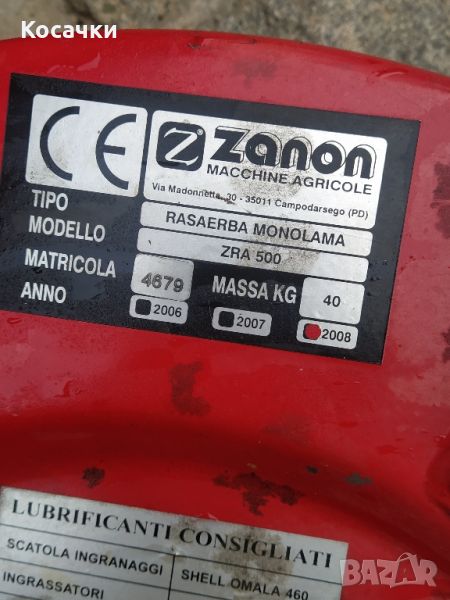 Косачки
CE
Z ® zanon
MACCHINE AGRICOLE
Via Madonnetta, 30 - 35011 Campodarsego (PD)
TIPO RASAERBA MONOLAMA
MODELLO ZRA 500
MATRICOLA 4679 MASSA KG 40
ANNO 2006 2007 2008
LUBRIFICANTI CONSIGLIATI
SCATOLA INGRANAGGI SHELL OMALA 460
INGRASSATORI
BAZAR